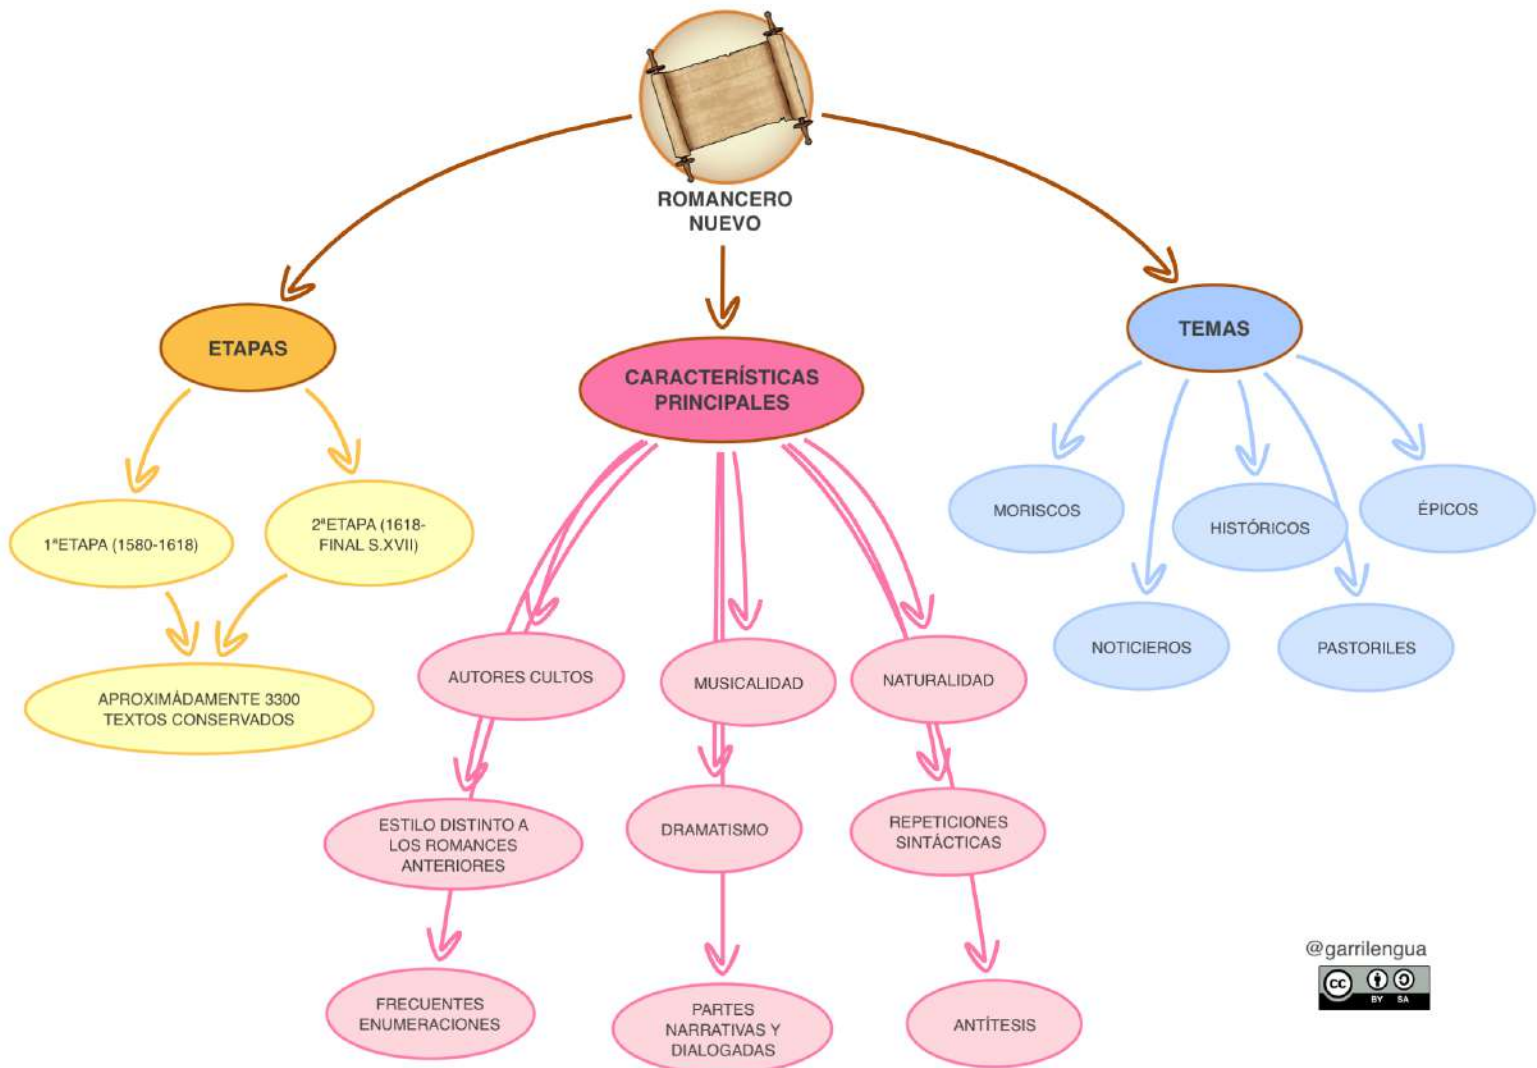 ROMANCERO
NUEVO
ETAPAS
1ªETAPA (1580-1618)
2ªETAPA (1618-
FINAL S.XVII)
APROXIMÁDAMENTE 3300
TEXTOS CONSERVADOS
CARACTERÍSTICAS
PRINCIPALES
AUTORES CULTOS
MUSICALIDAD
NATURALIDAD
ESTILO DISTINTO A
LOS ROMANCES
ANTERIORES
DRAMATISMO
REPETICIONES
SINTÁCTICAS
FRECUENTES
ENUMERACIONES
PARTES
NARRATIVAS Y
DIALOGADAS
ANTÍTESIS
TEMAS
MORISCOS
HISTÓRICOS
ÉPICOS
NOTICIEROS
PASTORILES
@garrilengua
cc
BY SA